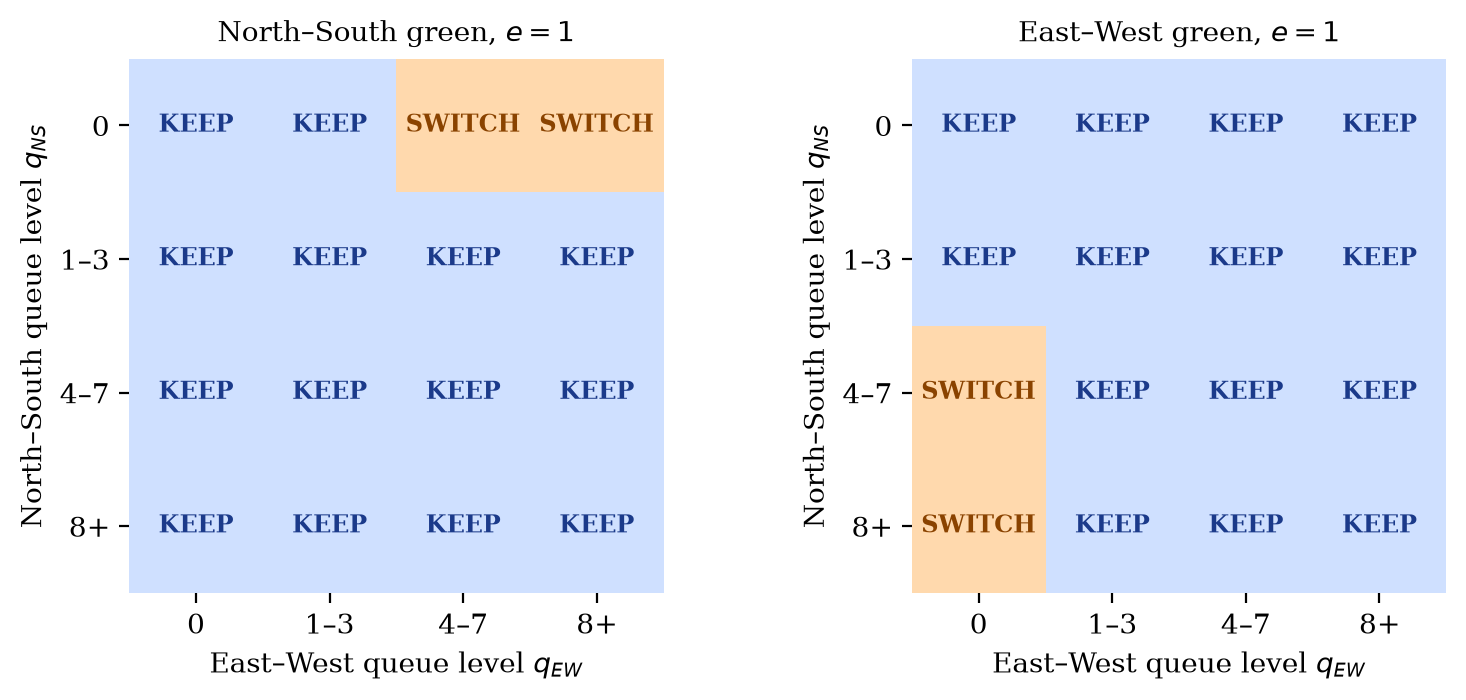 North–South green, e = 1
North–South queue level q_NS
0 KEEP KEEP SWITCH SWITCH
1–3 KEEP KEEP KEEP KEEP
4–7 KEEP KEEP KEEP KEEP
8+ KEEP KEEP KEEP KEEP
0 1–3 4–7 8+
East–West queue level q_EW
East–West green, e = 1
North–South queue level q_NS
0 KEEP KEEP KEEP KEEP
1–3 KEEP KEEP KEEP KEEP
4–7 SWITCH KEEP KEEP KEEP
8+ SWITCH KEEP KEEP KEEP
0 1–3 4–7 8+
East–West queue level q_EW